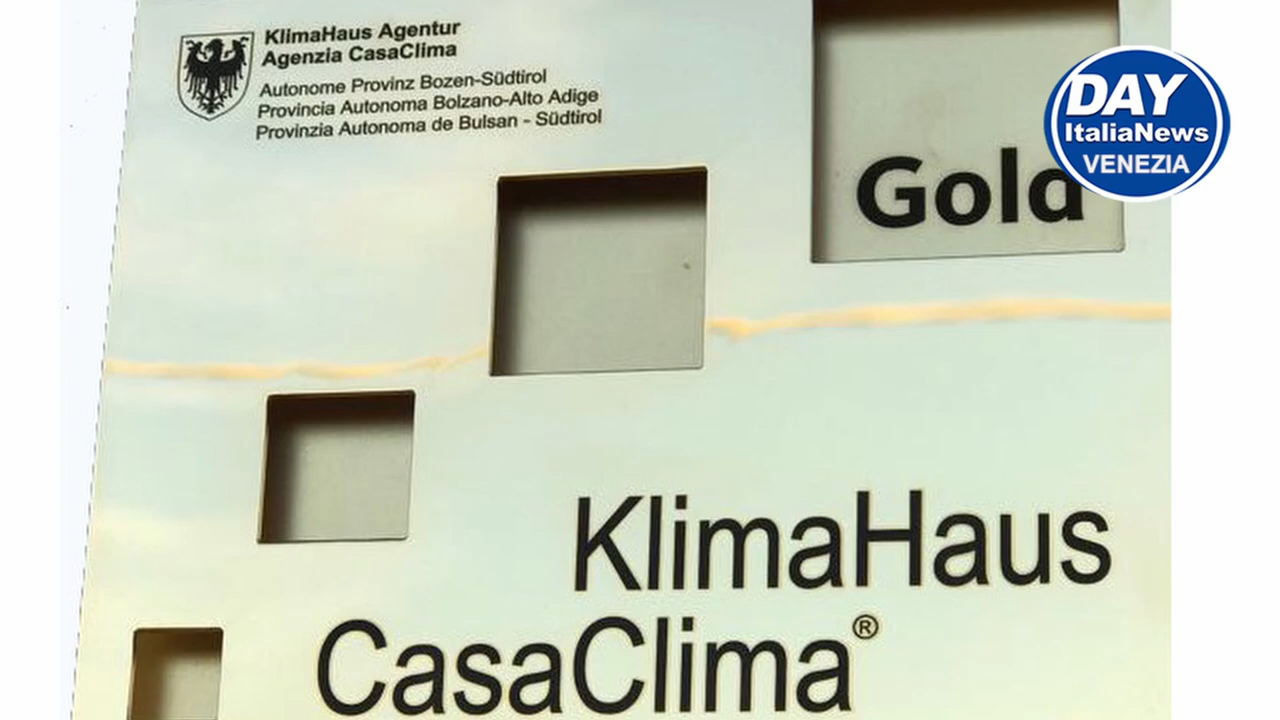 KlimaHaus Agentur
Agenzia CasaClima
Autonome Provinz Bozen-Südtirol
Provincia Autonoma Bolzano-Alto Adige
Provinzia Autonoma de Bulsan - Südtirol
Gold
DAY
ItaliaNews
VENEZIA
KlimaHaus
CasaClima®